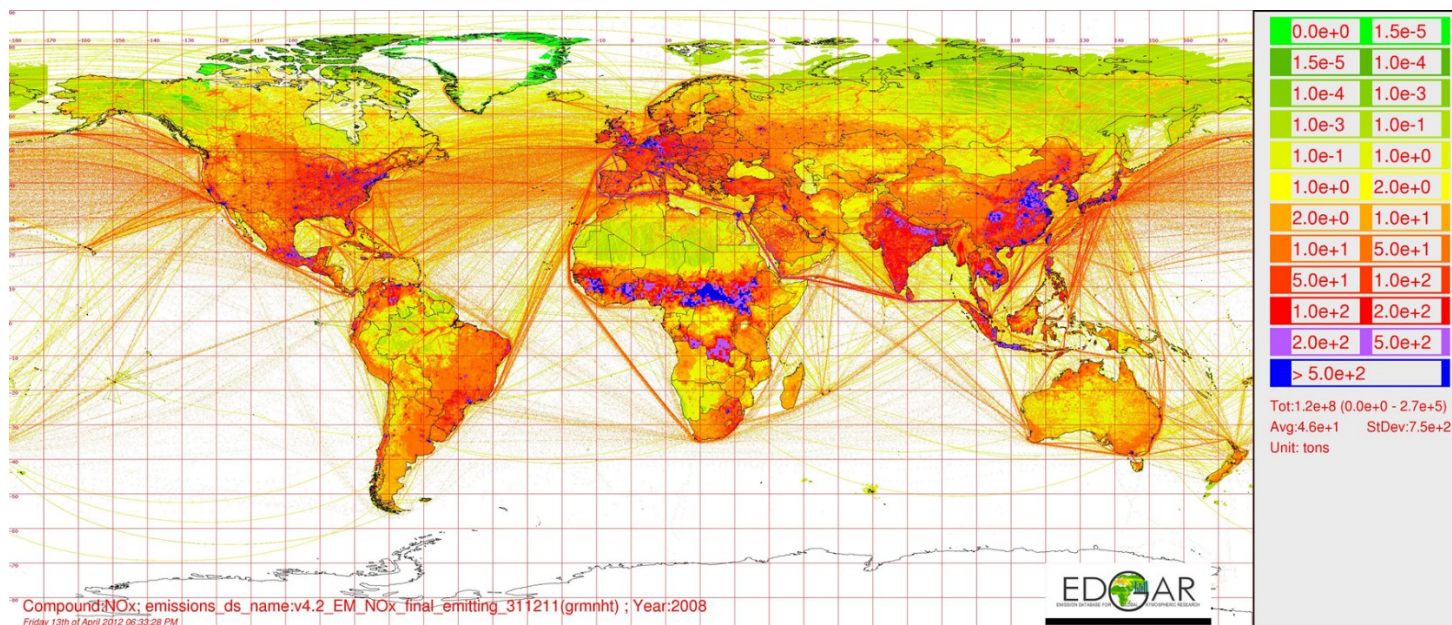 0.0e+0 1.5e-5
1.5e-5 1.0e-4
1.0e-4 1.0e-3
1.0e-3 1.0e-1
1.0e-1 1.0e+0
1.0e+0 2.0e+0
2.0e+0 1.0e+1
1.0e+1 5.0e+1
5.0e+1 1.0e+2
1.0e+2 2.0e+2
2.0e+2 5.0e+2
> 5.0e+2
Tot:1.2e+8 (0.0e+0 - 2.7e+5)
Avg:4.6e+1 StDev:7.5e+2
Unit: tons
EDGAR
EMISSION DATABASE FOR GLOBAL ATMOSPHERIC RESEARCH
Compound:NOx; emissions_ds_name:v4.2_EM_NOx_final_emitting_311211(grmnht) ; Year:2008
Friday 13th of April 2012 06:33:28 PM